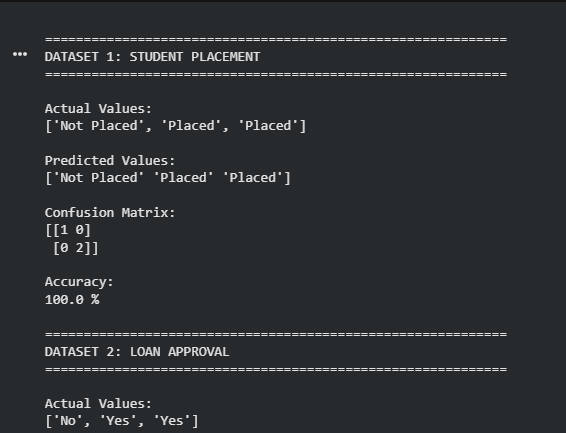 ============================================================
DATASET 1: STUDENT PLACEMENT
============================================================
Actual Values:
['Not Placed', 'Placed', 'Placed']
Predicted Values:
['Not Placed' 'Placed' 'Placed']
Confusion Matrix:
[[1 0]
 [0 2]]
Accuracy:
100.0 %
============================================================
DATASET 2: LOAN APPROVAL
============================================================
Actual Values:
['No', 'Yes', 'Yes']